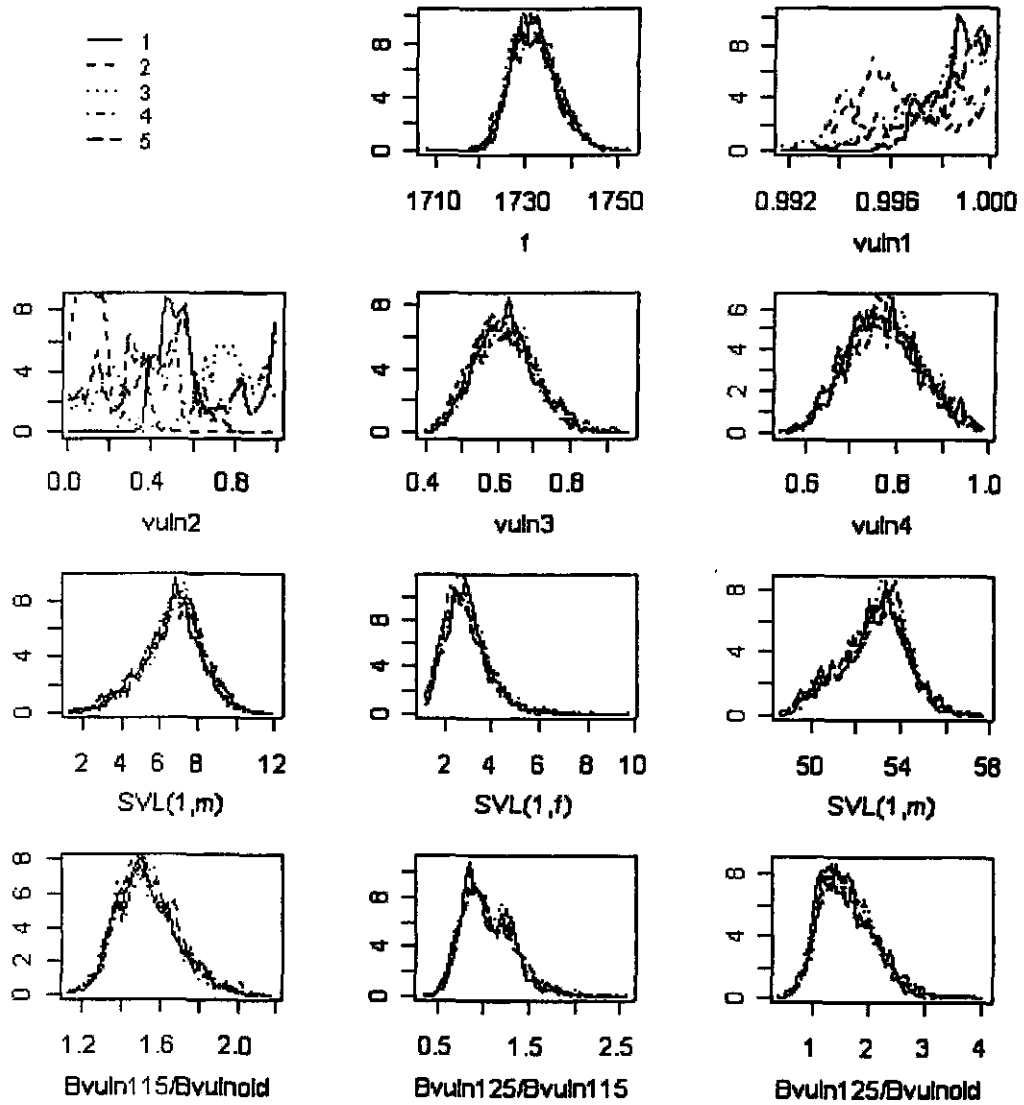 1
2
3
4
5
0 4 8
1710 1730 1750
f
0 4 8
0.992 0.996 1.000
vuln1
0 4 8
0.0 0.4 0.8
vuln2
0 4 8
0.4 0.6 0.8
vuln3
0 2 4 6
0.6 0.8 1.0
vuln4
0 4 8
2 4 6 8 12
SVL(1,m)
0 4 8
2 4 6 8 10
SVL(1,f)
0 4 8
50 54 58
SVL(1,m)
0 2 4 6 8
1.2 1.6 2.0
Bvuln115/Bvulnold
0 4 8
0.5 1.5 2.5
Bvuln125/Bvuln115
0 4 8
1 2 3 4
Bvuln125/Bvulnold